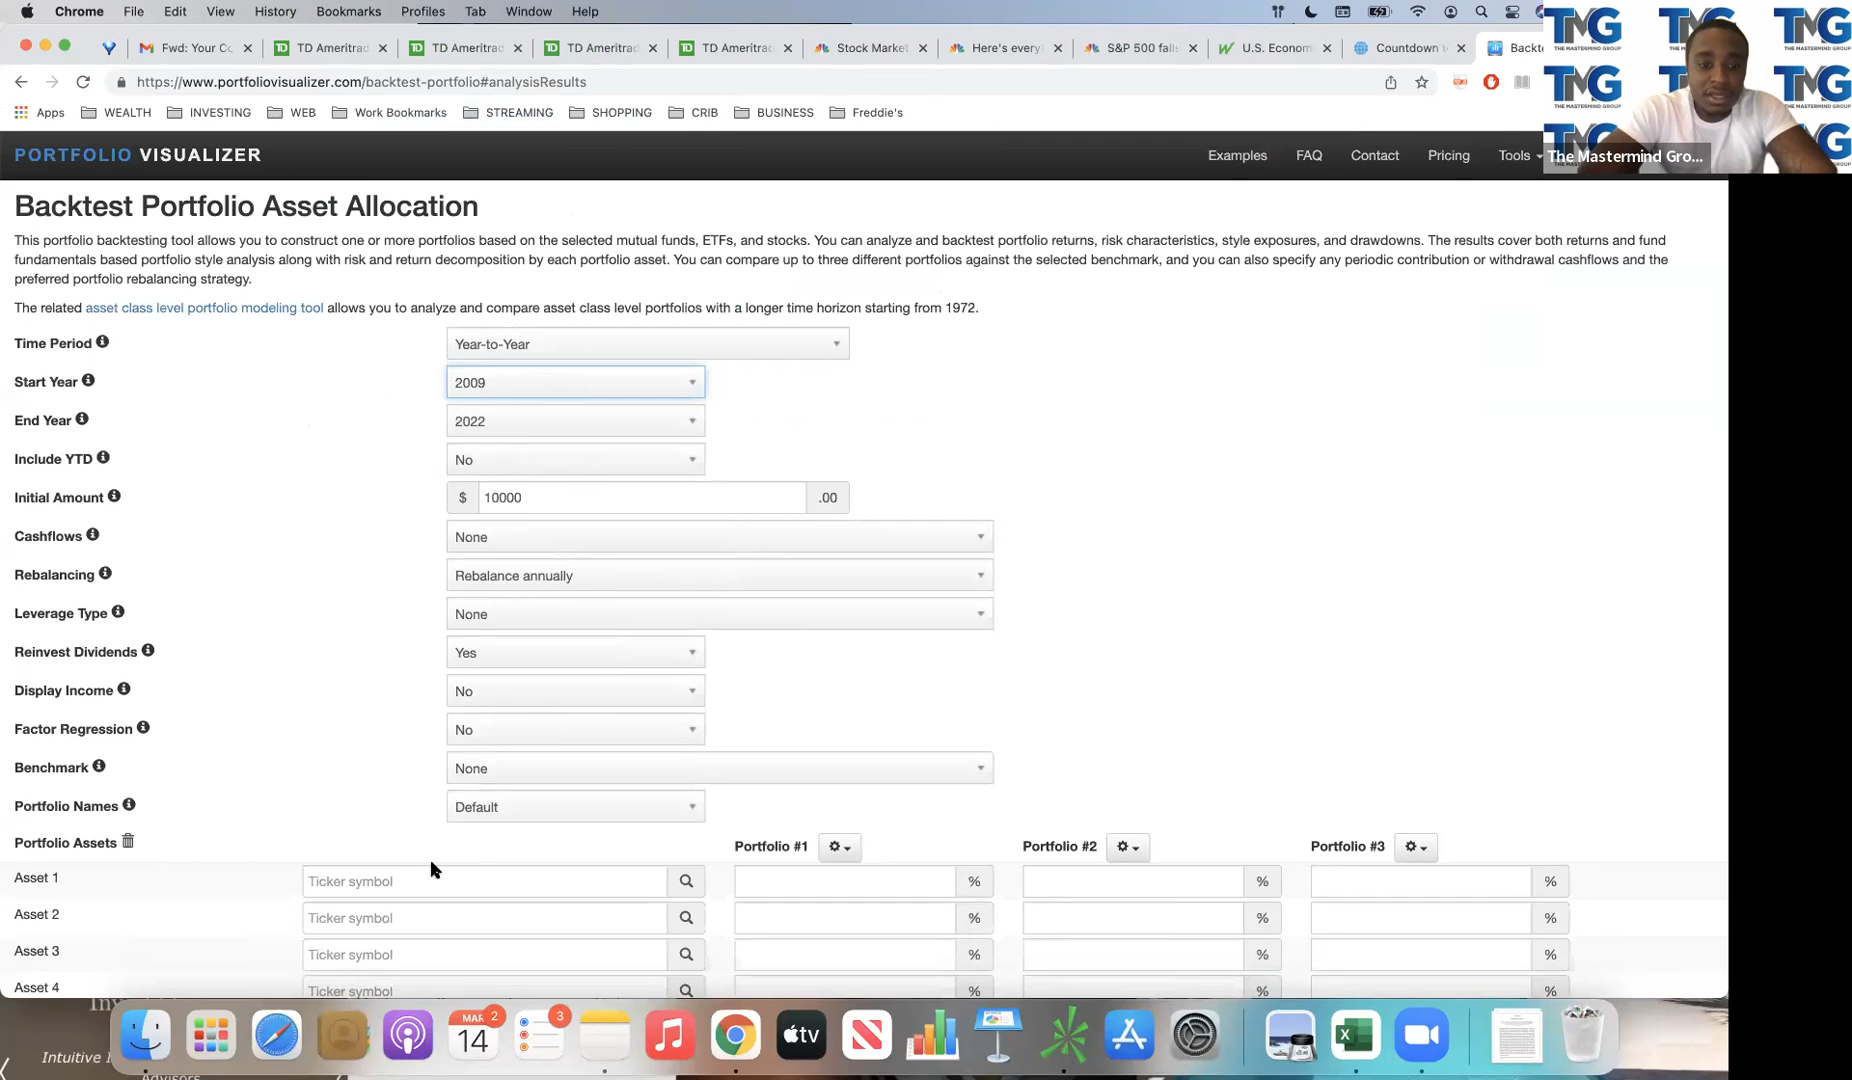 Chrome File Edit View History Bookmarks Profiles Tab Window Help
Fwd: Your Co TD Ameritrad TD Ameritrad TD Ameritrad TD Ameritrad Stock Market Here's every S&P 500 falls U.S. Econom Countdown t Backte
https://www.portfoliovisualizer.com/backtest-portfolio#analysisResults
Apps WEALTH INVESTING WEB Work Bookmarks STREAMING SHOPPING CRIB BUSINESS Freddie's
TMG
THE MASTERMIND GROUP
The Mastermind Gro...
PORTFOLIO VISUALIZER Examples FAQ Contact Pricing Tools
Backtest Portfolio Asset Allocation
This portfolio backtesting tool allows you to construct one or more portfolios based on the selected mutual funds, ETFs, and stocks. You can analyze and backtest portfolio returns, risk characteristics, style exposures, and drawdowns. The results cover both returns and fund
fundamentals based portfolio style analysis along with risk and return decomposition by each portfolio asset. You can compare up to three different portfolios against the selected benchmark, and you can also specify any periodic contribution or withdrawal cashflows and the
preferred portfolio rebalancing strategy.
The related asset class level portfolio modeling tool allows you to analyze and compare asset class level portfolios with a longer time horizon starting from 1972.
Time Period Year-to-Year
Start Year 2009
End Year 2022
Include YTD No
Initial Amount $ 10000 .00
Cashflows None
Rebalancing Rebalance annually
Leverage Type None
Reinvest Dividends Yes
Display Income No
Factor Regression No
Benchmark None
Portfolio Names Default
Portfolio Assets Portfolio #1 Portfolio #2 Portfolio #3
Asset 1 Ticker symbol % % %
Asset 2 Ticker symbol % % %
Asset 3 Ticker symbol % % %
Asset 4 Ticker symbol % % %
MAR 2 3
14
tv
Intuitive
Advisors